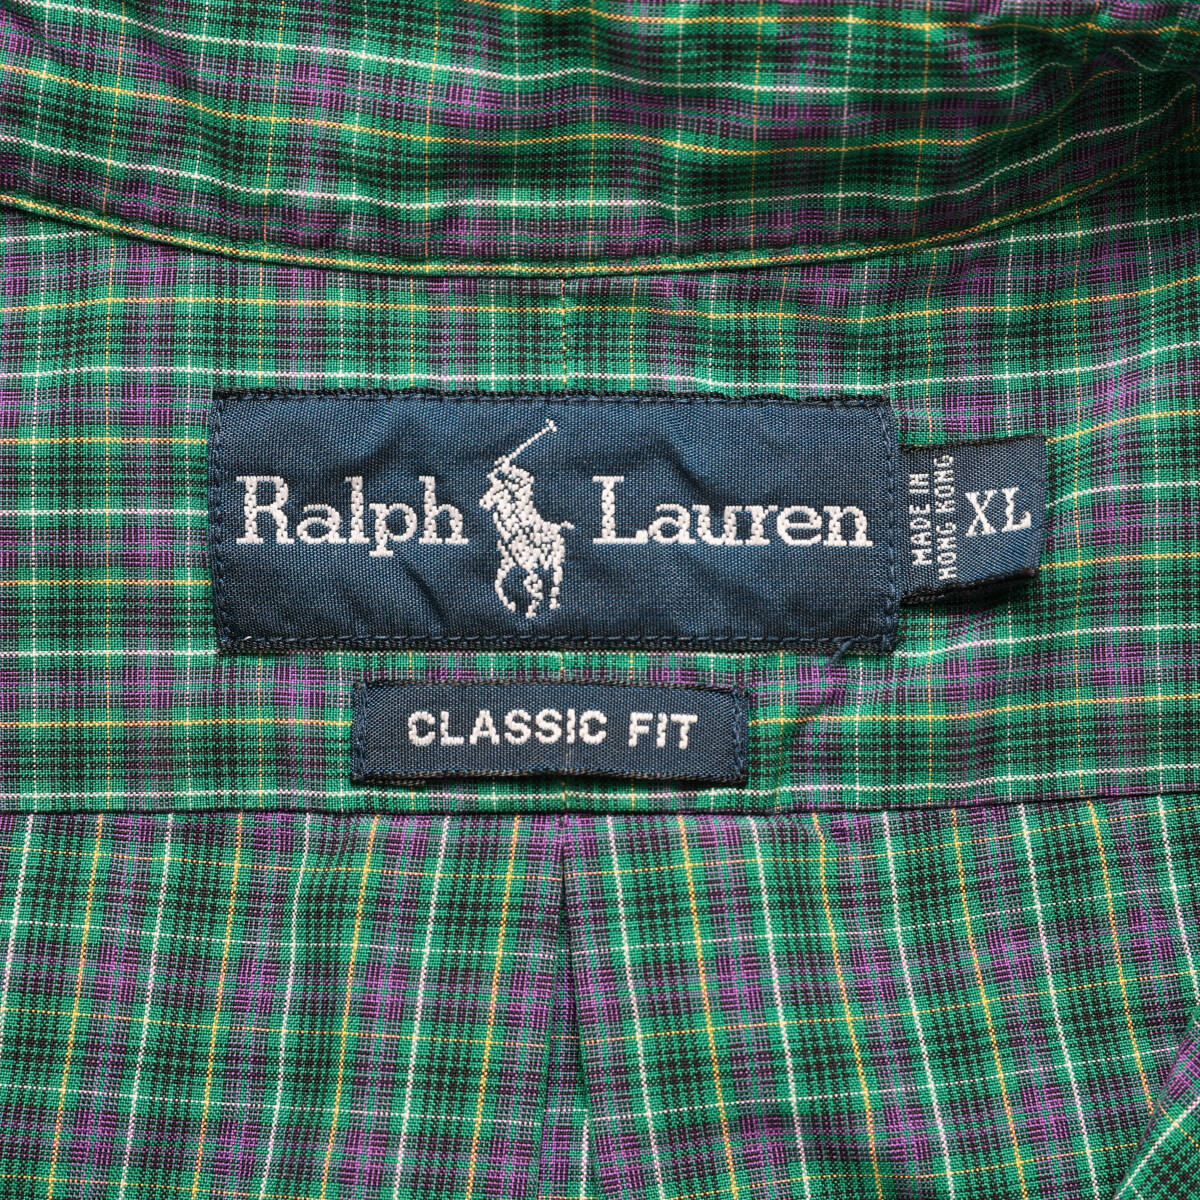 Ralph Lauren
MADE IN
HONG KONG
XL
CLASSIC FIT